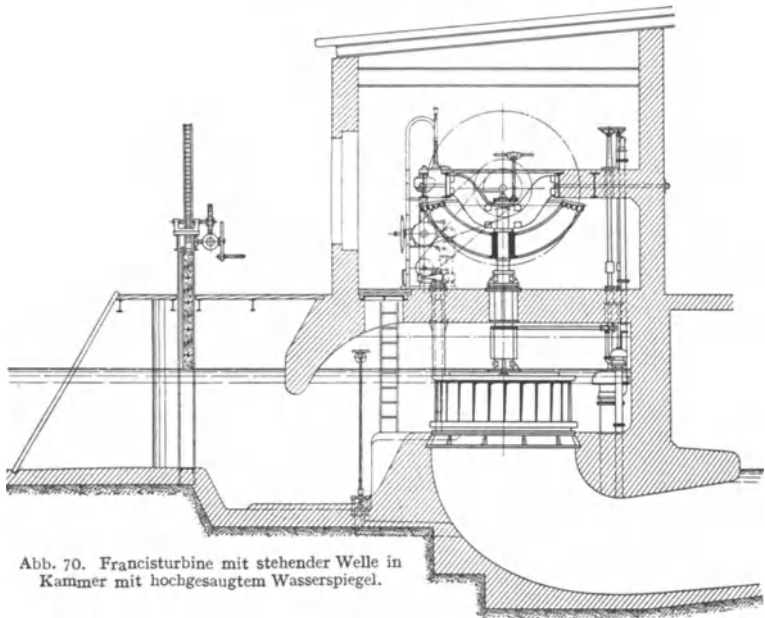 Abb. 70. Francisturbine mit stehender Welle in
Kammer mit hochgesaugtem Wasserspiegel.